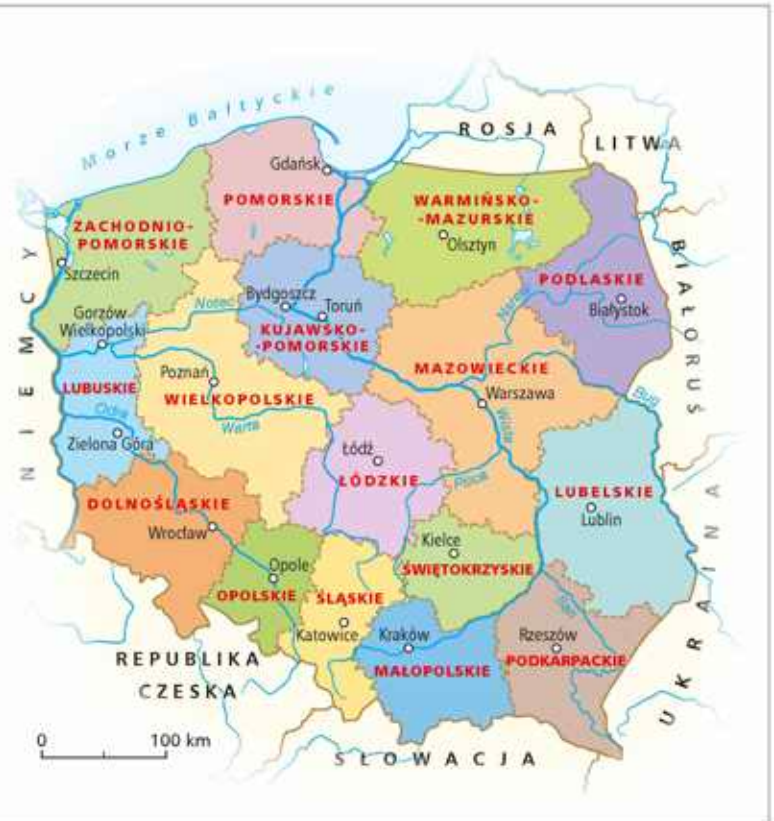 Morze Bałtyckie
ROSJA
LITWA
Gdańsk
POMORSKIE
WARMIŃSKO-
-MAZURSKIE
Olsztyn
ZACHODNIO-
POMORSKIE
Szczecin
PODLASKIE
Białystok
Narew
NIEMCY
BIAŁORUŚ
Gorzów
Wielkopolski
Noteć
Bydgoszcz
Toruń
KUJAWSKO-
-POMORSKIE
LUBUSKIE
Poznań
WIELKOPOLSKIE
MAZOWIECKIE
Warszawa
Bug
Odra
Warta
Wisła
Zielona Góra
Łódź
ŁÓDZKIE
Pilica
LUBELSKIE
Lublin
DOLNOŚLĄSKIE
Wrocław
Kielce
ŚWIĘTOKRZYSKIE
Opole
OPOLSKIE
ŚLĄSKIE
Katowice
Kraków
MAŁOPOLSKIE
San
Rzeszów
PODKARPACKIE
UKRAINA
REPUBLIKA
CZESKA
SŁOWACJA
0 100 km